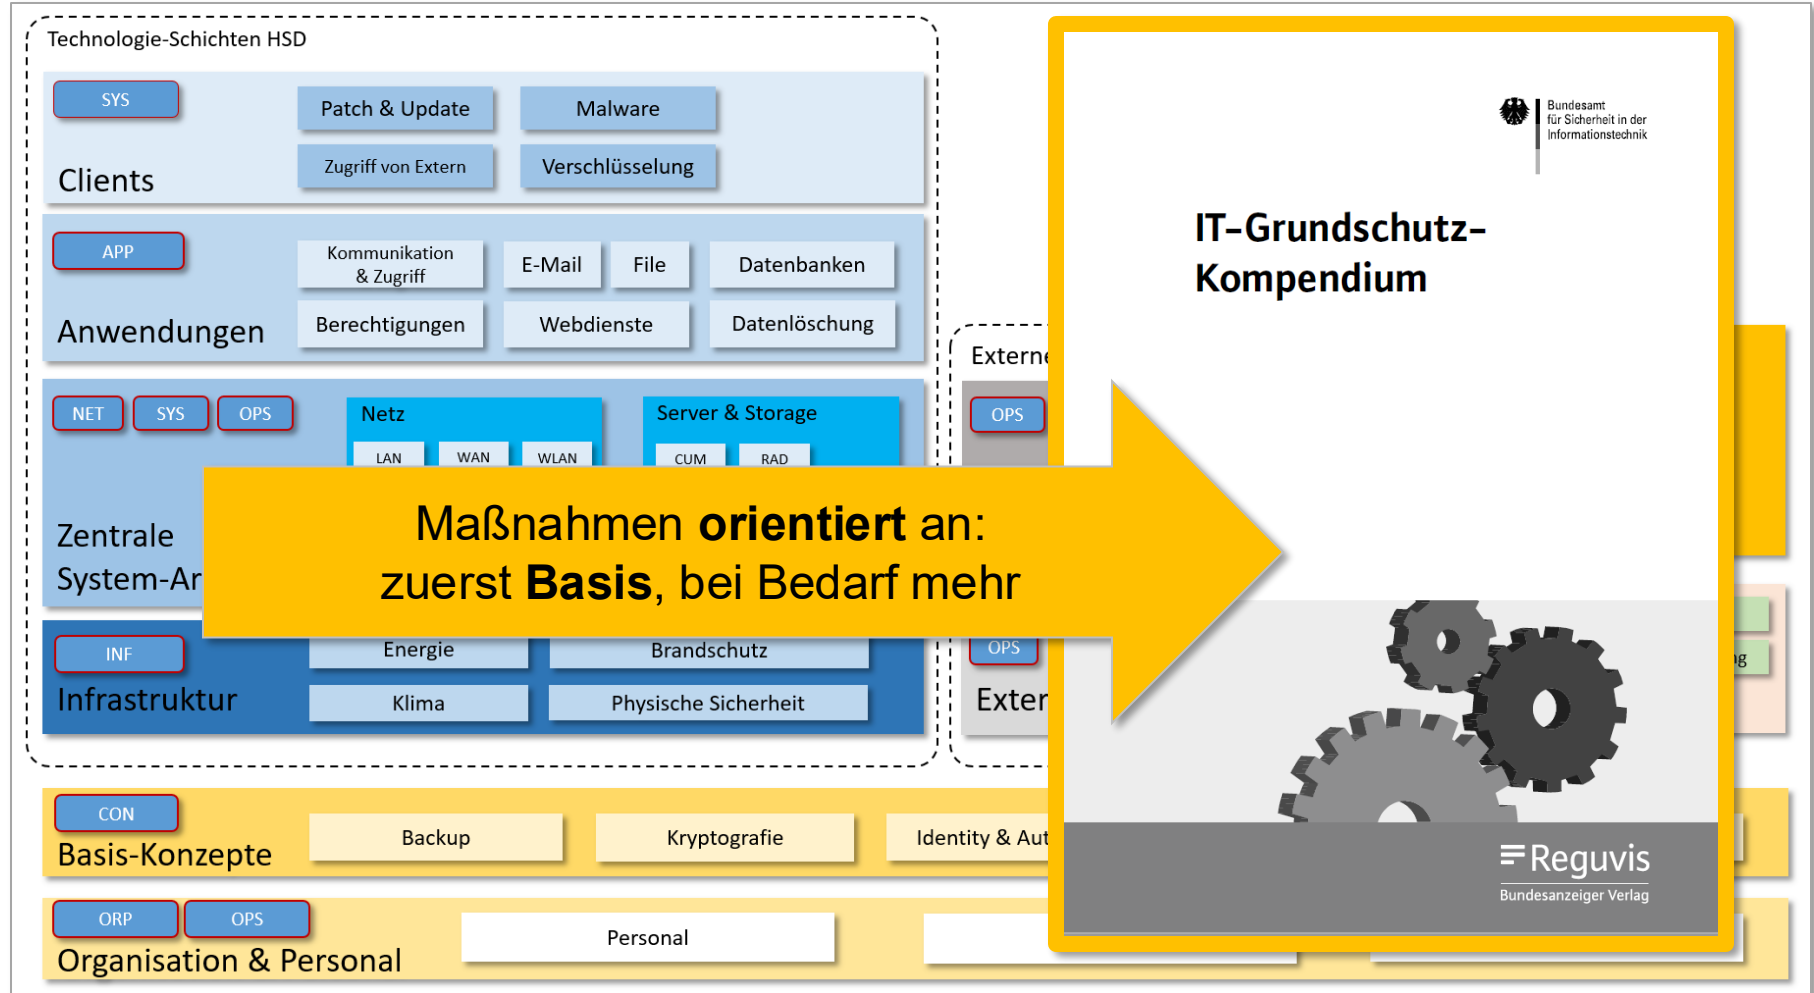 Technologie-Schichten HSD
SYS
Patch & Update
Malware
Zugriff von Extern
Verschlüsselung
Clients
APP
Kommunikation
& Zugriff
E-Mail
File
Datenbanken
Berechtigungen
Webdienste
Datenlöschung
Anwendungen
NET
SYS
OPS
Netz
LAN
WAN
WLAN
Server & Storage
CUM
RAD
Zentrale
System-Ar
INF
Energie
Brandschutz
Klima
Physische Sicherheit
Infrastruktur
Externe
OPS
OPS
Exter
ng
Maßnahmen orientiert an:
zuerst Basis, bei Bedarf mehr
Bundesamt
für Sicherheit in der
Informationstechnik
IT-Grundschutz-
Kompendium
Reguvis
Bundesanzeiger Verlag
CON
Basis-Konzepte
Backup
Kryptografie
Identity & Aut
ORP
OPS
Organisation & Personal
Personal